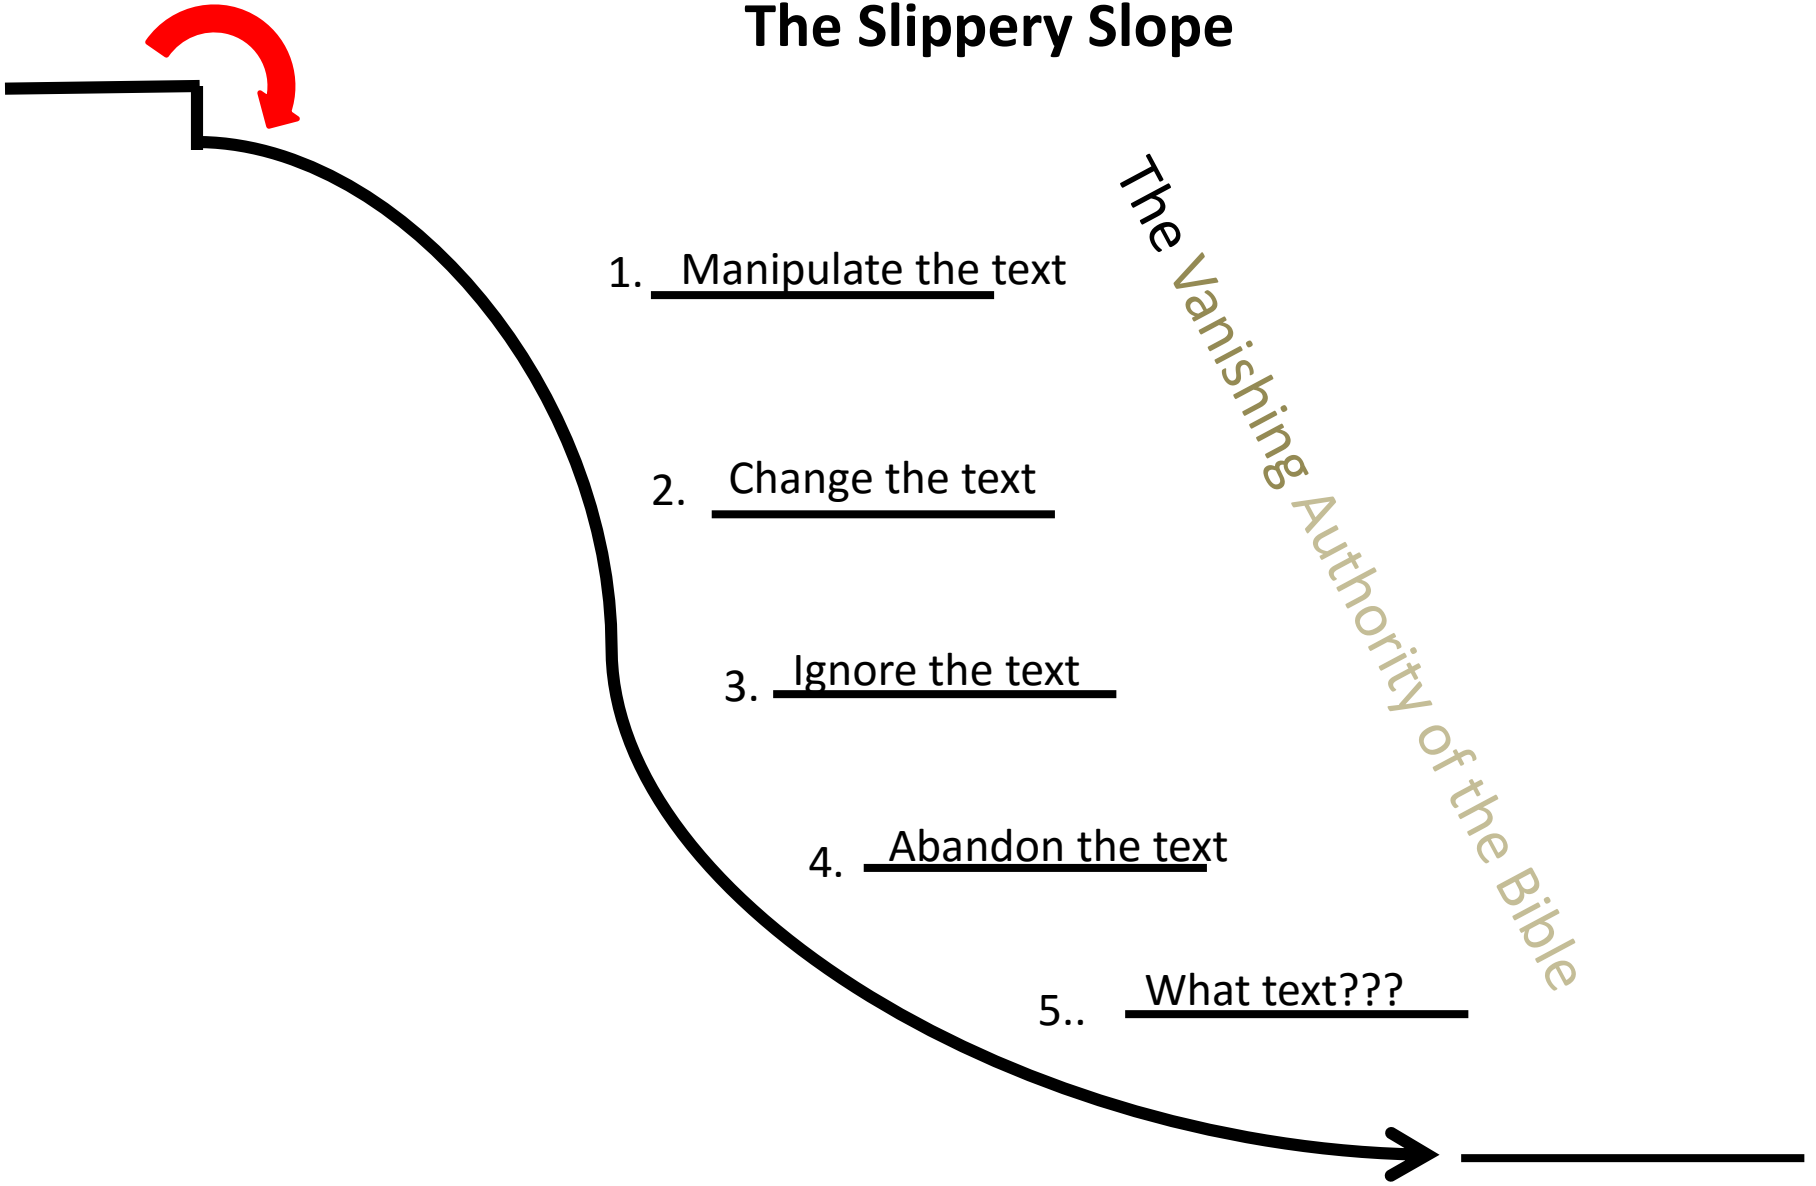 The Slippery Slope
The Vanishing Authority of the Bible
1. Manipulate the text
2. Change the text
3. Ignore the text
4. Abandon the text
5.. What text???